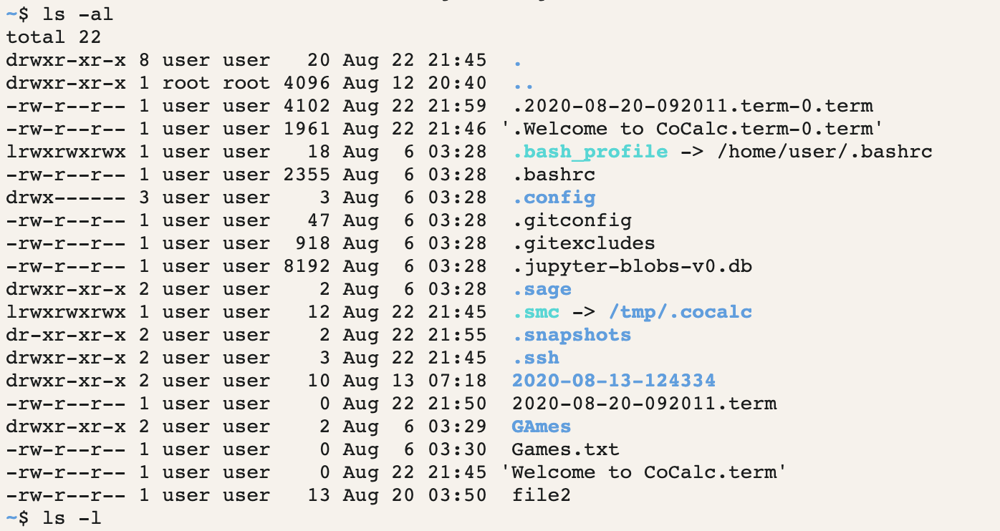 ~$ ls -al
total 22
drwxr-xr-x 8 user user   20 Aug 22 21:45  .
drwxr-xr-x 1 root root 4096 Aug 12 20:40  ..
-rw-r--r-- 1 user user 4102 Aug 22 21:59  .2020-08-20-092011.term-0.term
-rw-r--r-- 1 user user 1961 Aug 22 21:46 '.Welcome to CoCalc.term-0.term'
lrwxrwxrwx 1 user user   18 Aug  6 03:28  .bash_profile -> /home/user/.bashrc
-rw-r--r-- 1 user user 2355 Aug  6 03:28  .bashrc
drwx------ 3 user user    3 Aug  6 03:28  .config
-rw-r--r-- 1 user user   47 Aug  6 03:28  .gitconfig
-rw-r--r-- 1 user user  918 Aug  6 03:28  .gitexcludes
-rw-r--r-- 1 user user 8192 Aug  6 03:28  .jupyter-blobs-v0.db
drwxr-xr-x 2 user user    2 Aug  6 03:28  .sage
lrwxrwxrwx 1 user user   12 Aug 22 21:45  .smc -> /tmp/.cocalc
dr-xr-xr-x 2 user user    2 Aug 22 21:55  .snapshots
drwxr-xr-x 2 user user    3 Aug 22 21:45  .ssh
drwxr-xr-x 2 user user   10 Aug 13 07:18  2020-08-13-124334
-rw-r--r-- 1 user user    0 Aug 22 21:50  2020-08-20-092011.term
drwxr-xr-x 2 user user    2 Aug  6 03:29  GAmes
-rw-r--r-- 1 user user    0 Aug  6 03:30  Games.txt
-rw-r--r-- 1 user user    0 Aug 22 21:45 'Welcome to CoCalc.term'
-rw-r--r-- 1 user user   13 Aug 20 03:50  file2
~$ ls -l